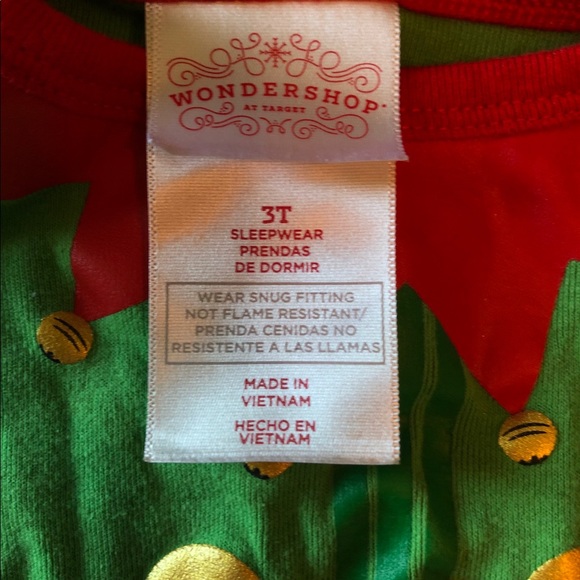 WONDERSHOP
AT TARGET
3T
SLEEPWEAR
PRENDAS
DE DORMIR
WEAR SNUG FITTING
NOT FLAME RESISTANT/
PRENDA CENIDAS NO
RESISTENTE A LAS LLAMAS
MADE IN
VIETNAM
HECHO EN
VIETNAM